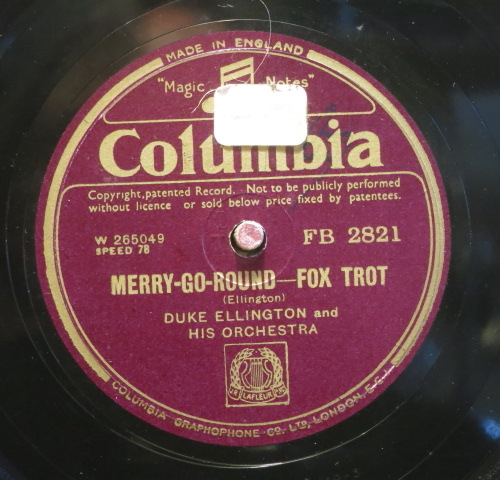 MADE IN ENGLAND
"Magic Notes"
Columbia
Copyright, patented Record. Not to be publicly performed
without licence or sold below price fixed by patentees.
W 265049
SPEED 78
FB 2821
MERRY-GO-ROUND—FOX TROT
(Ellington)
DUKE ELLINGTON and
HIS ORCHESTRA
LAFLEUR
COLUMBIA GRAPHOPHONE CO. LTD, LONDON, E.C.1.